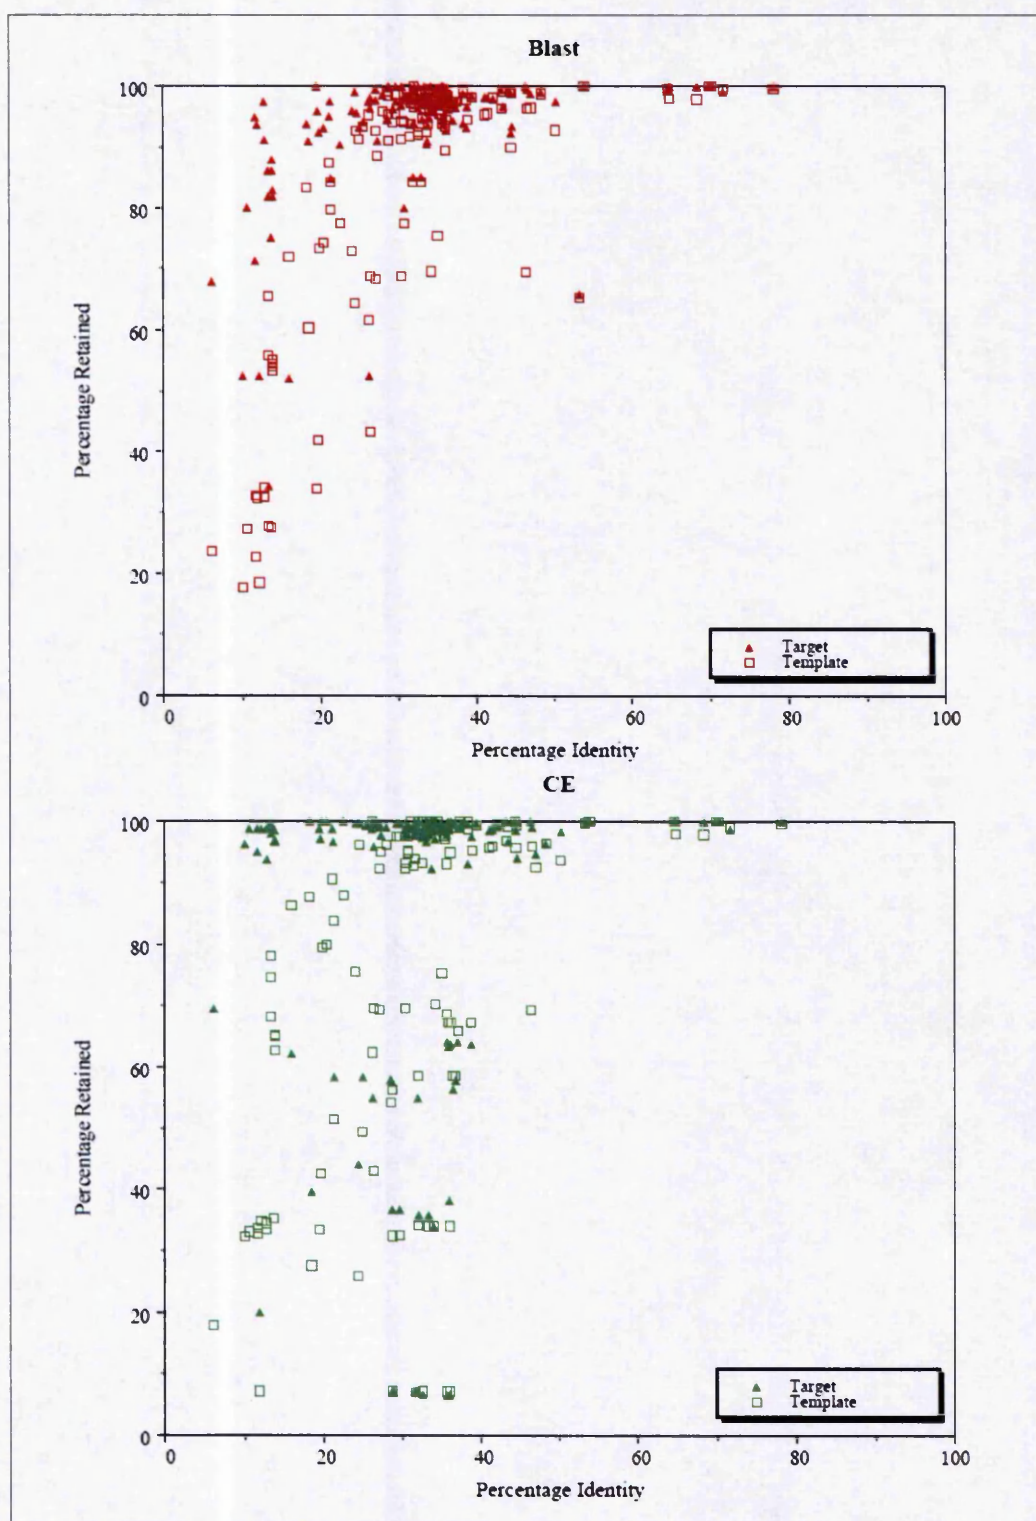 Blast
100
80
60
40
20
0
Percentage Retained
0 20 40 60 80 100
Percentage Identity
Target
Template
CE
100
80
60
40
20
0
Percentage Retained
0 20 40 60 80 100
Percentage Identity
Target
Template